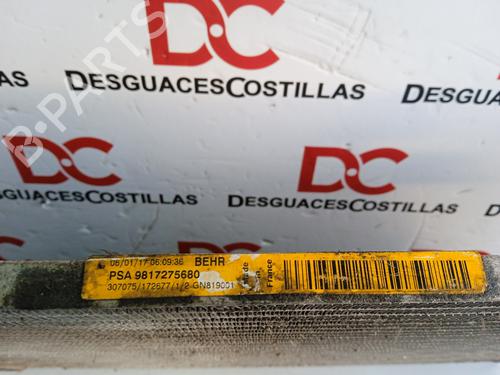 DC
DC
DESGUACESCOSTILLAS
DESGUACESCOSTILLAS
B-PARTS
DC
DC
DESGUACESCOSTILLAS
DESGUACESCOSTILLAS
06/01/17 06:09:36 BEHR
PSA 9817275680
307075/172677/1/2 GN819001
France